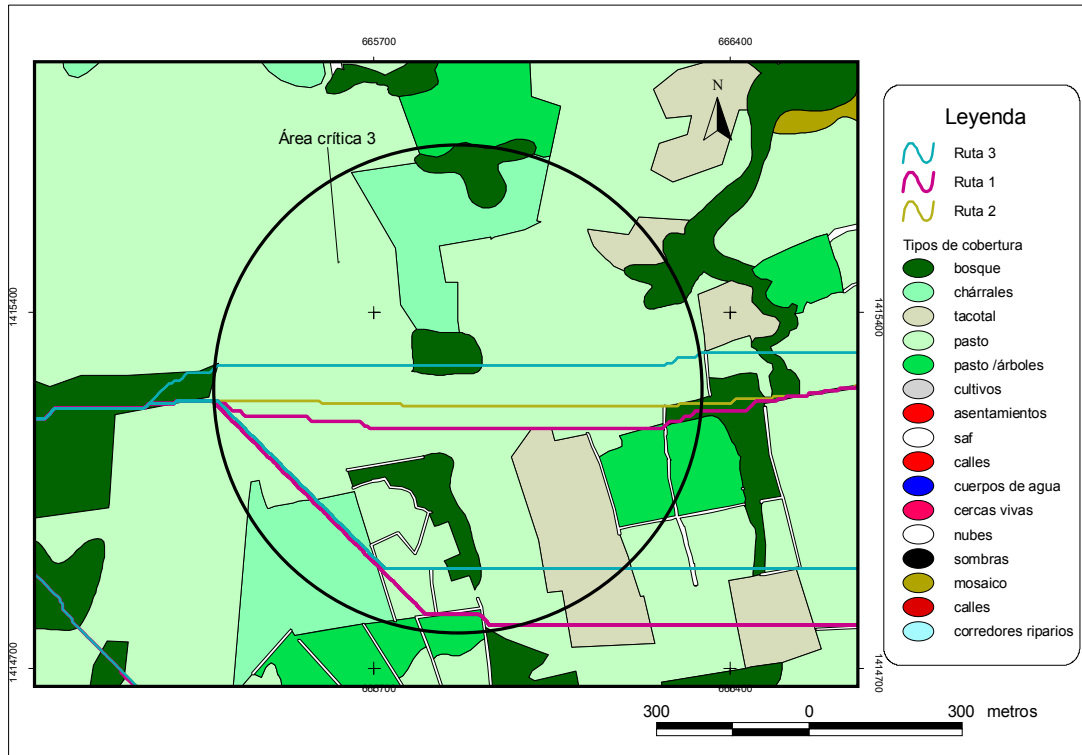 665700
666400
N
Área crítica 3
1415400
1415400
1414700
1414700
665700
666400
Leyenda
Ruta 3
Ruta 1
Ruta 2
Tipos de cobertura
bosque
chárrales
tacotal
pasto
pasto /árboles
cultivos
asentamientos
saf
calles
cuerpos de agua
cercas vivas
nubes
sombras
mosaico
calles
corredores riparios
300 0 300 metros